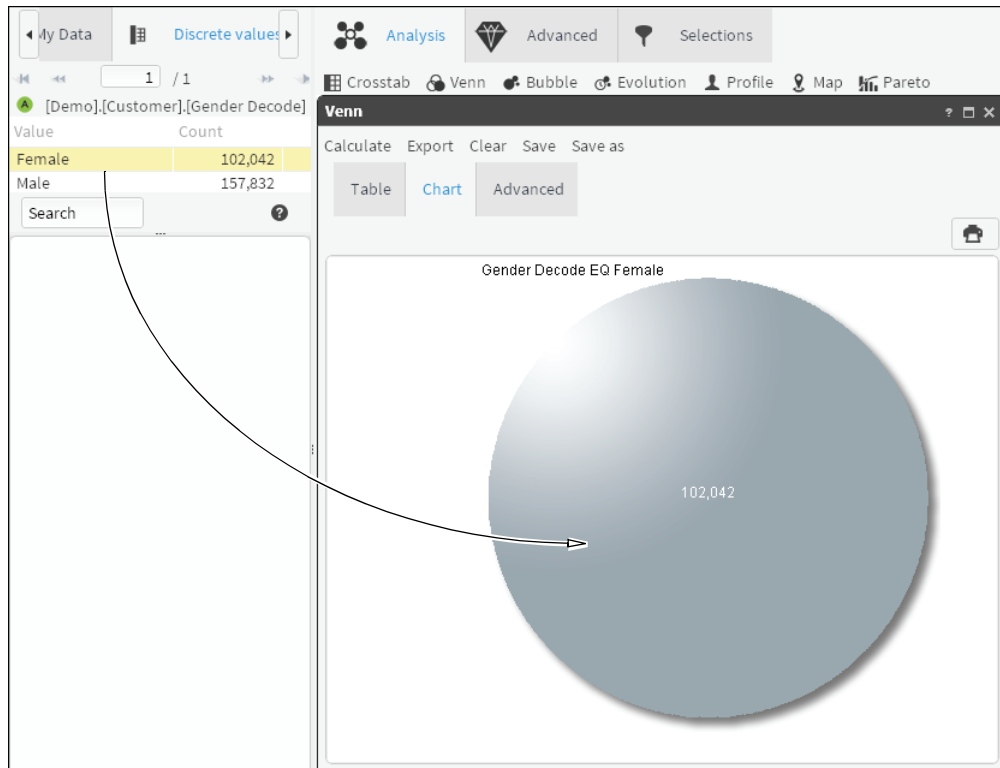 My Data Discrete values Analysis Advanced Selections
1 / 1
Crosstab Venn Bubble Evolution Profile Map Pareto
A [Demo].[Customer].[Gender Decode]
Venn ?
Value Count
Calculate Export Clear Save Save as
Female 102,042
Male 157,832
Table Chart Advanced
Search ?
Gender Decode EQ Female
102,042